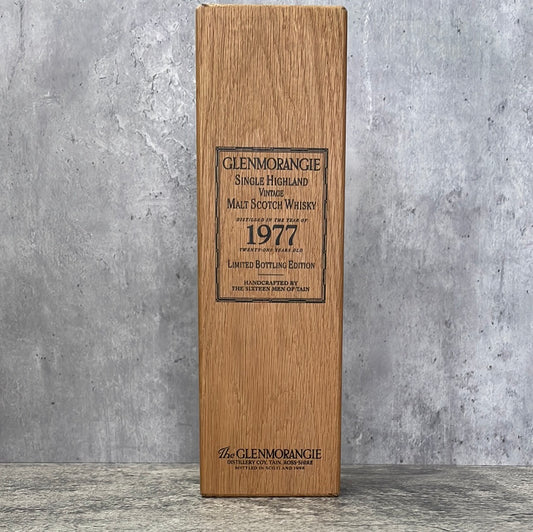 GLENMORANGIE
SINGLE HIGHLAND
VINTAGE
MALT SCOTCH WHISKY
DISTILLED IN THE YEAR OF
1977
TWENTY-ONE YEARS OLD
LIMITED BOTTLING EDITION
HANDCRAFTED BY
THE SIXTEEN MEN OF TAIN
The GLENMORANGIE
DISTILLERY COY, TAIN, ROSS-SHIRE
BOTTLED IN SCOTLAND 1998